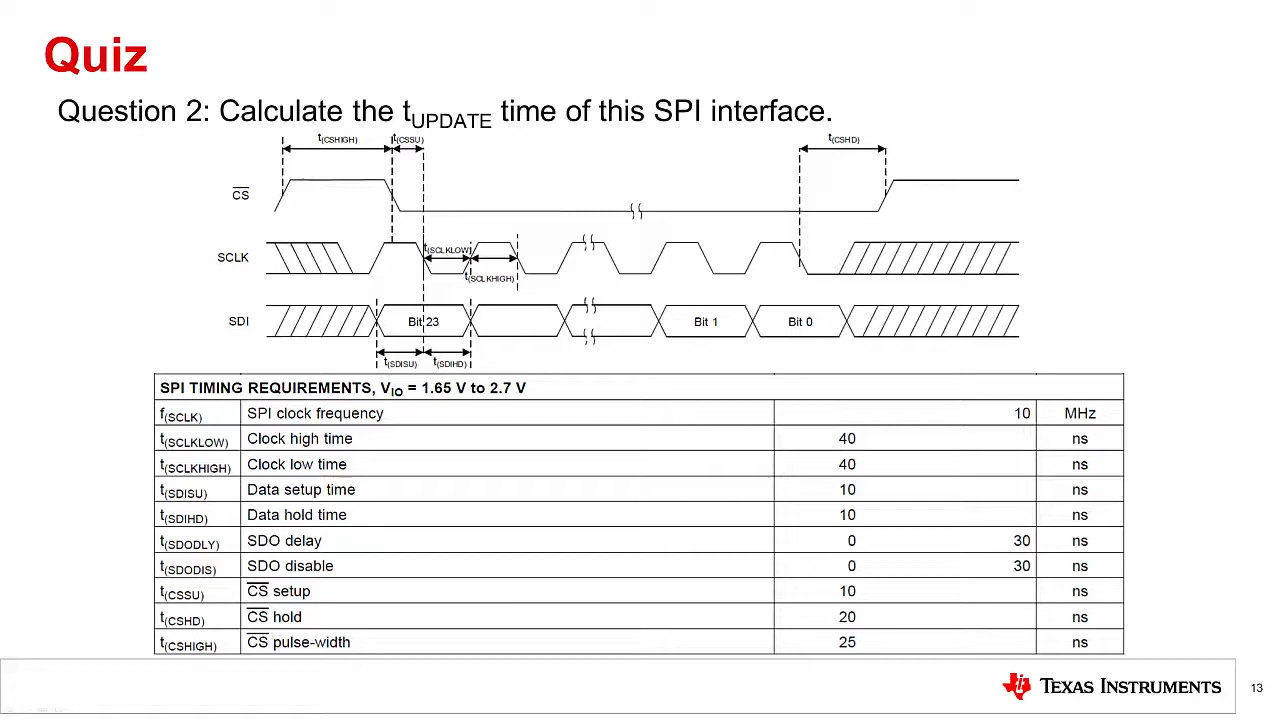 Quiz
Question 2: Calculate the tUPDATE time of this SPI interface.
t(CSHIGH) t(CSSU) t(CSHD)
CS
t(SCLKLOW)
SCLK
t(SCLKHIGH)
SDI Bit 23 Bit 1 Bit 0
t(SDISU) t(SDIHD)
SPI TIMING REQUIREMENTS, VIO = 1.65 V to 2.7 V
f(SCLK) SPI clock frequency 10 MHz
t(SCLKLOW) Clock high time 40 ns
t(SCLKHIGH) Clock low time 40 ns
t(SDISU) Data setup time 10 ns
t(SDIHD) Data hold time 10 ns
t(SDODLY) SDO delay 0 30 ns
t(SDODIS) SDO disable 0 30 ns
t(CSSU) CS setup 10 ns
t(CSHD) CS hold 20 ns
t(CSHIGH) CS pulse-width 25 ns
TEXAS INSTRUMENTS
13